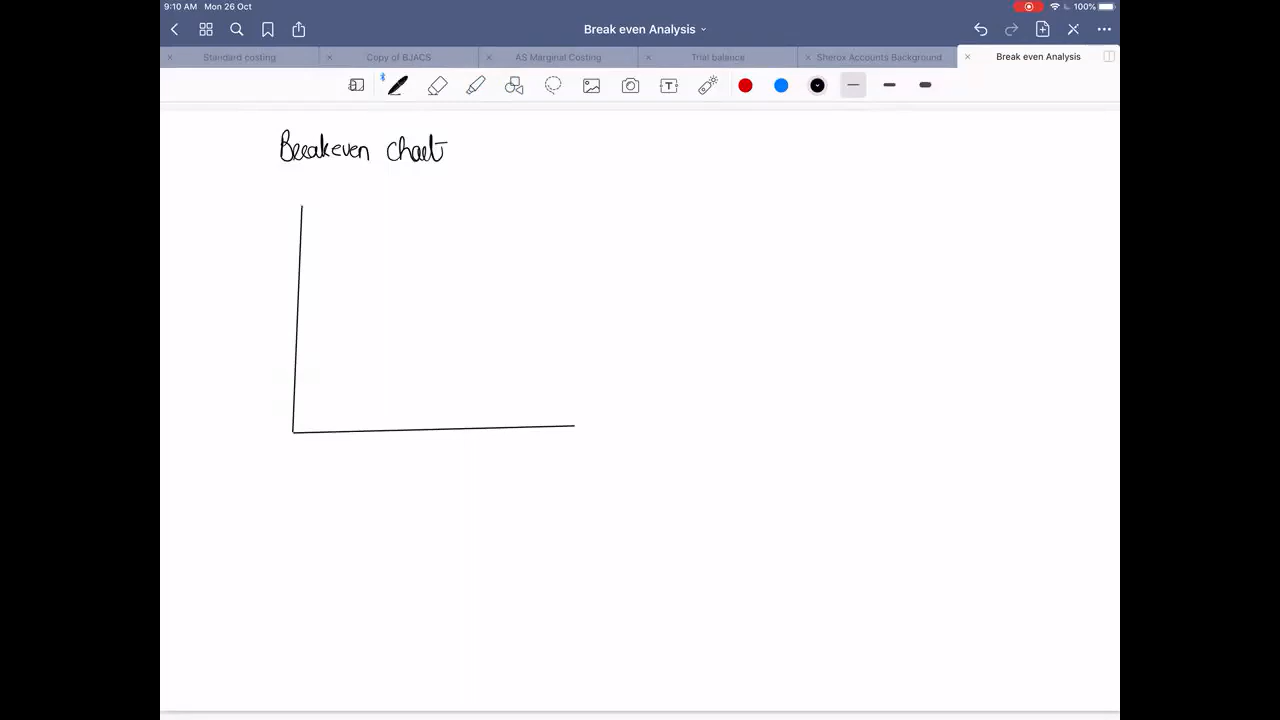 9:10 AM Mon 26 Oct
100%
Break even Analysis
Standard costing
Copy of BJACS
AS Marginal Costing
Trial balance
Sherox Accounts Background
Break even Analysis
T
Breakeven Chart